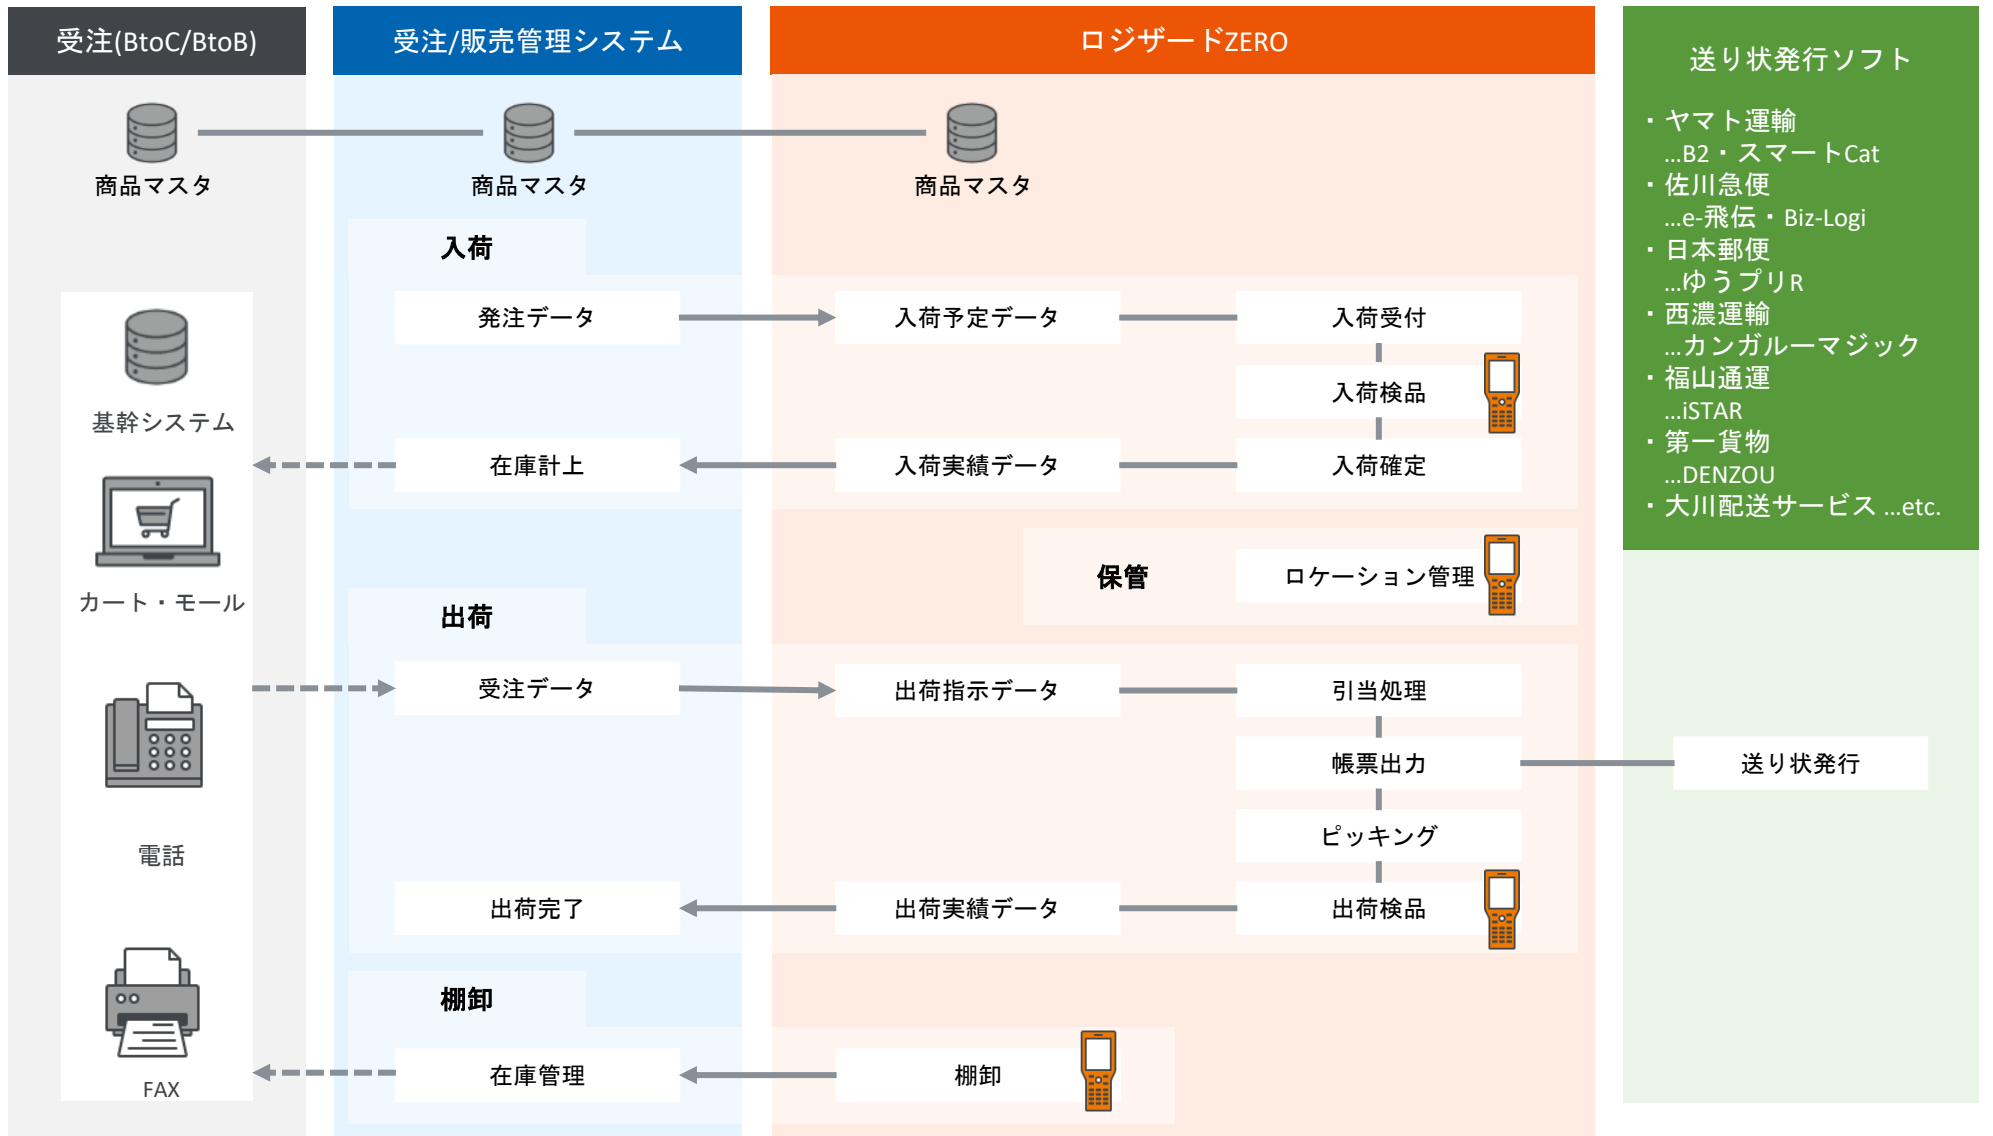 受注(BtoC/BtoB)
受注/販売管理システム
ロジザードZERO
送り状発行ソフト
・ヤマト運輸
…B2・スマートCat
・佐川急便
…e-飛伝・Biz-Logi
・日本郵便
…ゆうプリR
・西濃運輸
…カンガルーマジック
・福山通運
…iSTAR
・第一貨物
…DENZOU
・大川配送サービス …etc.
商品マスタ
商品マスタ
商品マスタ
入荷
発注データ
入荷予定データ
入荷受付
入荷検品
基幹システム
在庫計上
入荷実績データ
入荷確定
保管
ロケーション管理
カート・モール
出荷
受注データ
出荷指示データ
引当処理
帳票出力
送り状発行
ピッキング
電話
出荷完了
出荷実績データ
出荷検品
棚卸
在庫管理
棚卸
FAX